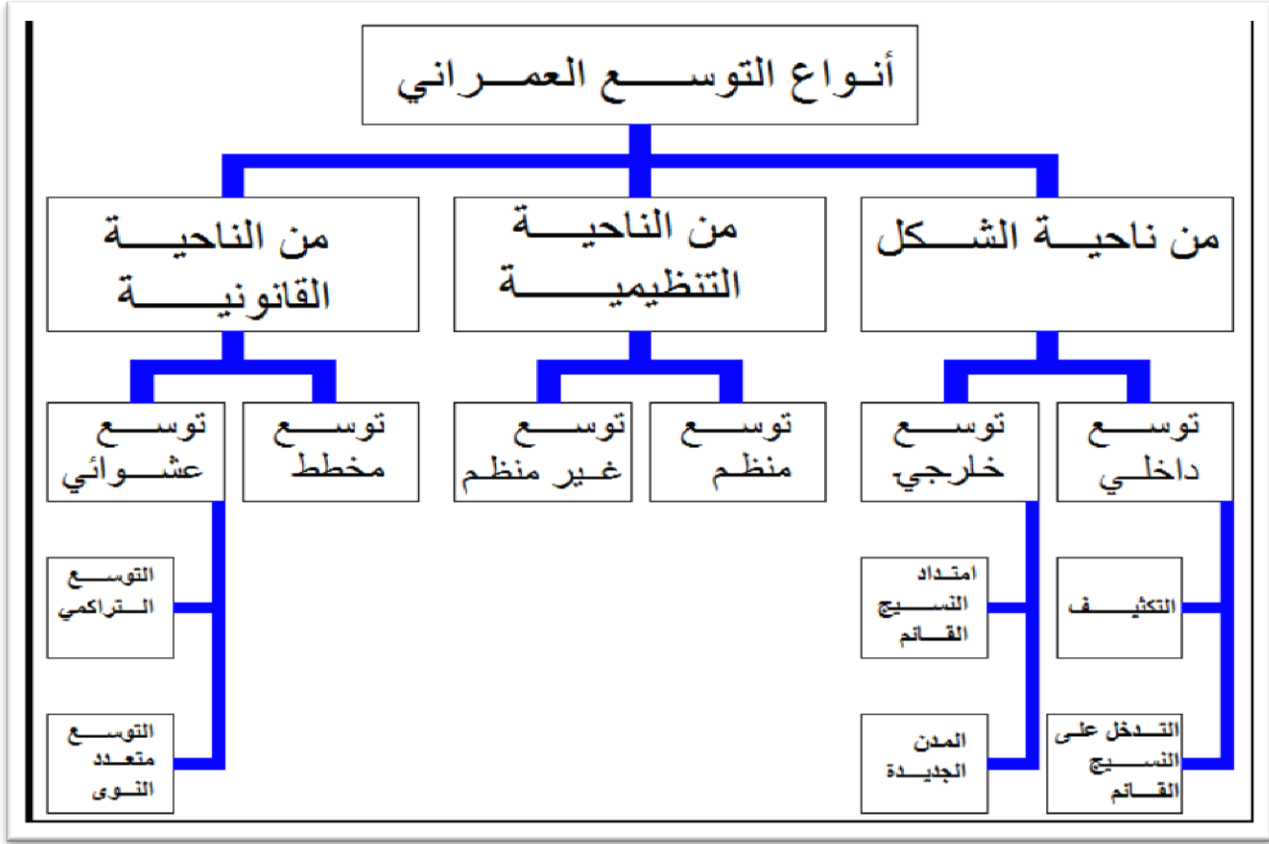 أنواع التوسع العمراني
من ناحية الشكل
من الناحية
التنظيمية
من الناحية
القانونية
توسع
داخلي
توسع
خارجي
توسع
منظم
توسع
غير منظم
توسع
مخطط
توسع
عشوائي
التكثيف
امتداد
النسيج
القائم
التوسع
التراكمي
التدخل على
النسيج
القائم
المدن
الجديدة
التوسع
متعدد
النوى